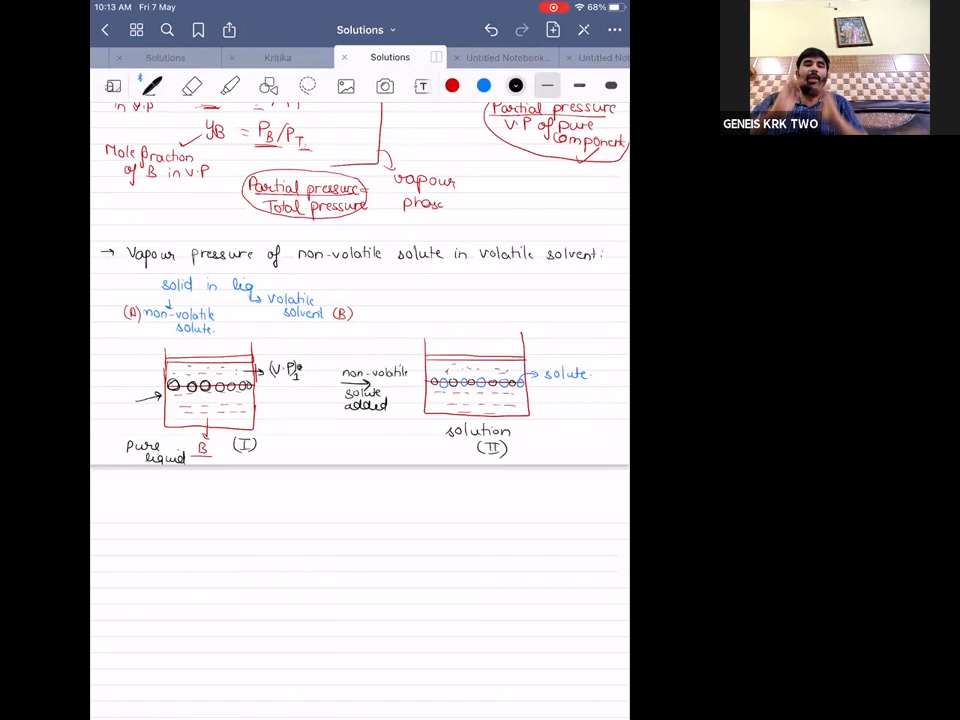 10:13 AM Fri 7 May
68%
Solutions
Solutions
Kritika
Solutions
Untitled Notebook...
Untitled Not
T
in V.P
yB = PB/PT
Mole fraction
of B in V.P
Partial pressure
V.P of pure
Component
vapour
phase
Partial pressure
Total pressure
→ Vapour pressure of non-volatile solute in volatile solvent:
solid in liq
volatile
solvent (B)
(A) non-volatile
solute.
(V.P)1
non-volatile
solute
added
solute.
Pure
liquid
B
(I)
solution
(II)
GENEIS KRK TWO